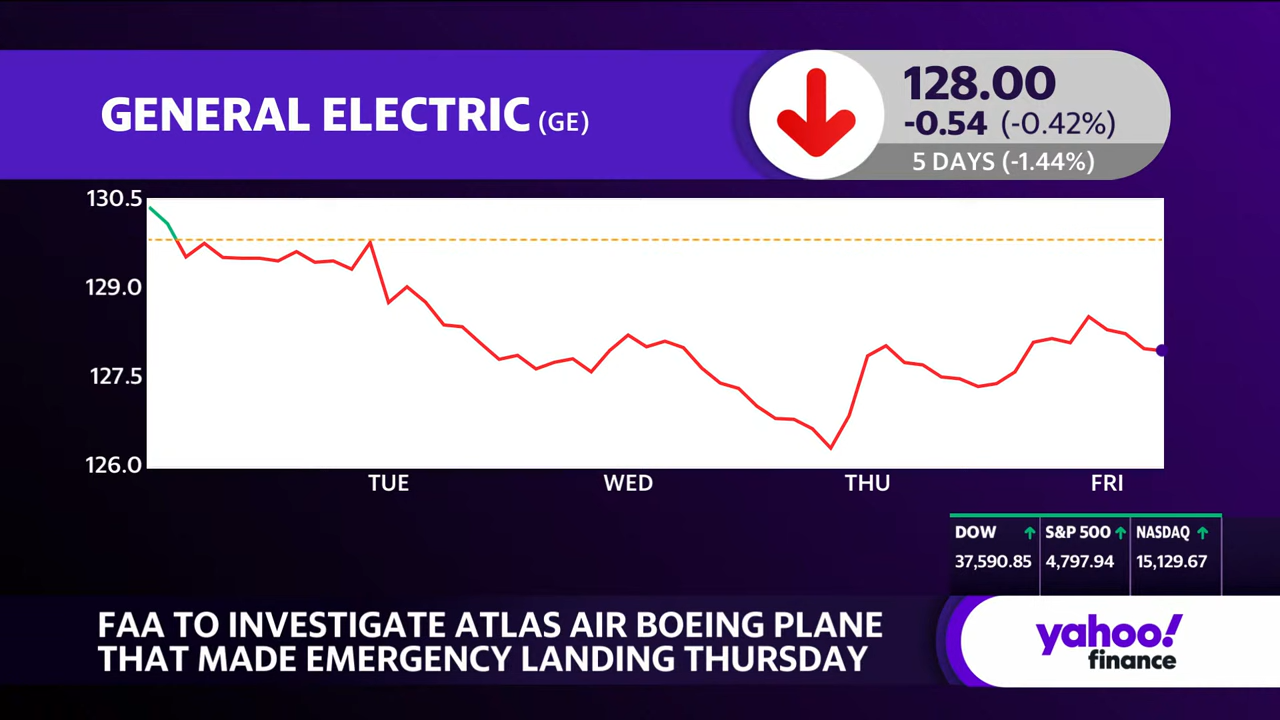 GENERAL ELECTRIC (GE)
128.00
-0.54 (-0.42%)
5 DAYS (-1.44%)
130.5
129.0
127.5
126.0
TUE WED THU FRI
DOW S&P 500 NASDAQ
37,590.85 4,797.94 15,129.67
FAA TO INVESTIGATE ATLAS AIR BOEING PLANE
THAT MADE EMERGENCY LANDING THURSDAY
yahoo!
finance